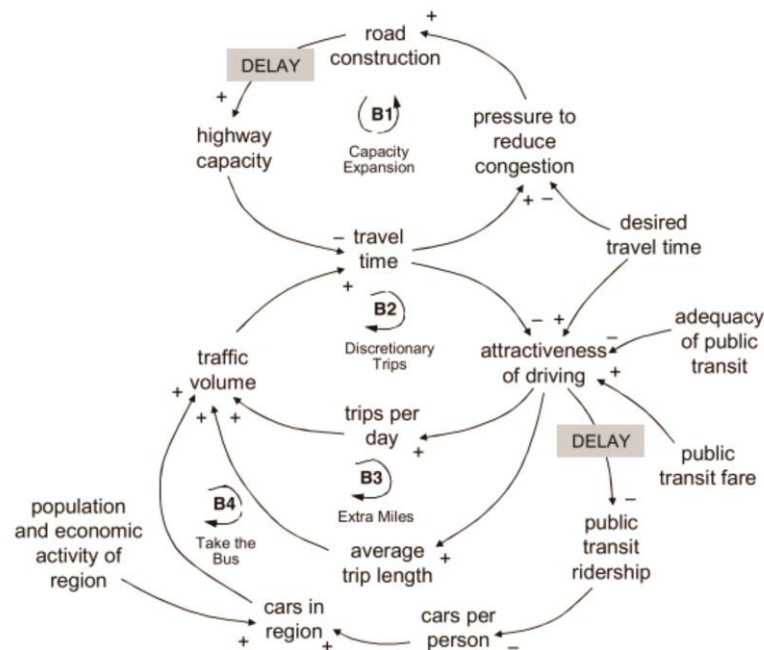 +
road
construction
DELAY
+
B1
Capacity
Expansion
highway
capacity
pressure to
reduce
congestion
+ –
desired
travel time
– travel
time
+
B2
Discretionary
Trips
– +
attractiveness
of driving
–
+
adequacy
of public
transit
traffic
volume
+
+ +
trips per
day
+
DELAY
public
transit fare
B3
Extra Miles
B4
Take the
Bus
population
and economic
activity of
region
average
trip length
+
–
public
transit
ridership
cars in
region
+
+
cars per
person
–